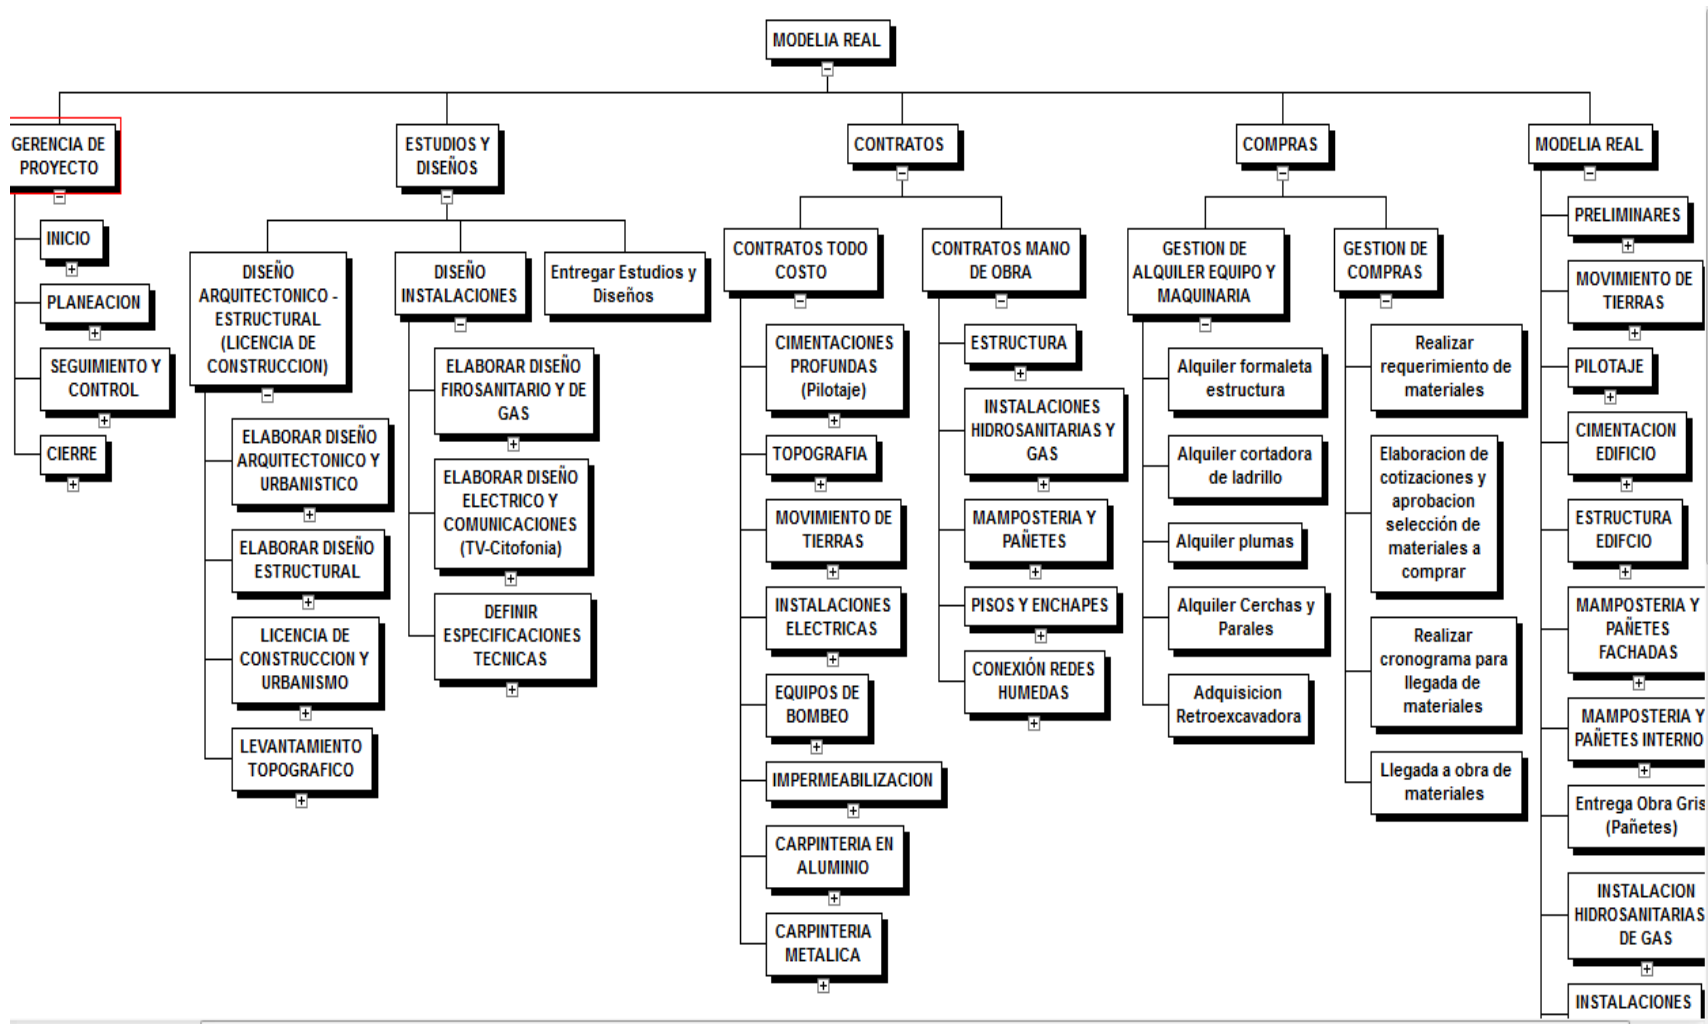 MODELIA REAL
GERENCIA DE
PROYECTO
INICIO
PLANEACION
SEGUIMIENTO Y
CONTROL
CIERRE
ESTUDIOS Y
DISEÑOS
DISEÑO
ARQUITECTONICO -
ESTRUCTURAL
(LICENCIA DE
CONSTRUCCION)
ELABORAR DISEÑO
ARQUITECTONICO Y
URBANISTICO
ELABORAR DISEÑO
ESTRUCTURAL
LICENCIA DE
CONSTRUCCION Y
URBANISMO
LEVANTAMIENTO
TOPOGRAFICO
DISEÑO
INSTALACIONES
ELABORAR DISEÑO
FIROSANITARIO Y DE
GAS
ELABORAR DISEÑO
ELECTRICO Y
COMUNICACIONES
(TV-Citofonia)
DEFINIR
ESPECIFICACIONES
TECNICAS
Entregar Estudios y
Diseños
CONTRATOS
CONTRATOS TODO
COSTO
CIMENTACIONES
PROFUNDAS
(Pilotaje)
TOPOGRAFIA
MOVIMIENTO DE
TIERRAS
INSTALACIONES
ELECTRICAS
EQUIPOS DE
BOMBEO
IMPERMEABILIZACION
CARPINTERIA EN
ALUMINIO
CARPINTERIA
METALICA
CONTRATOS MANO
DE OBRA
ESTRUCTURA
INSTALACIONES
HIDROSANITARIAS Y
GAS
MAMPOSTERIA Y
PAÑETES
PISOS Y ENCHAPES
CONEXIÓN REDES
HUMEDAS
COMPRAS
GESTION DE
ALQUILER EQUIPO Y
MAQUINARIA
Alquiler formaleta
estructura
Alquiler cortadora
de ladrillo
Alquiler plumas
Alquiler Cerchas y
Parales
Adquisicion
Retroexcavadora
GESTION DE
COMPRAS
Realizar
requerimiento de
materiales
Elaboracion de
cotizaciones y
aprobacion
selección de
materiales a
comprar
Realizar
cronograma para
llegada de
materiales
Llegada a obra de
materiales
MODELIA REAL
PRELIMINARES
MOVIMIENTO DE
TIERRAS
PILOTAJE
CIMENTACION
EDIFICIO
ESTRUCTURA
EDIFCIO
MAMPOSTERIA Y
PAÑETES
FACHADAS
MAMPOSTERIA Y
PAÑETES INTERNO
Entrega Obra Gris
(Pañetes)
INSTALACION
HIDROSANITARIAS
DE GAS
INSTALACIONES